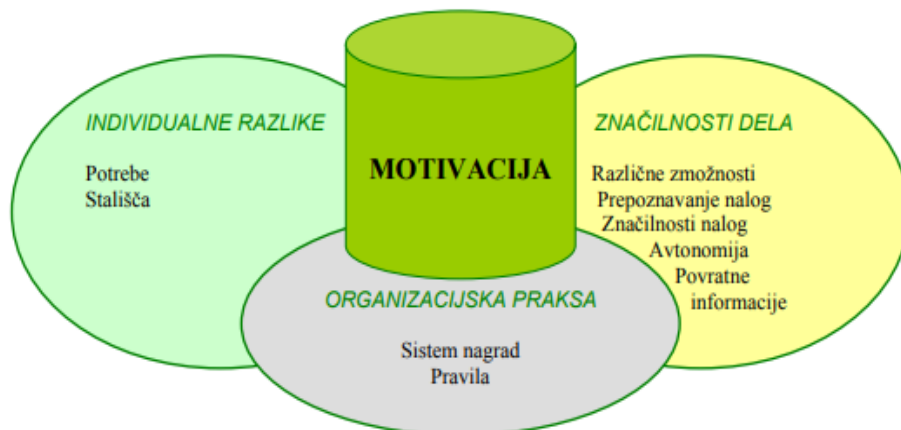 INDIVIDUALNE RAZLIKE
Potrebe
Stališča
MOTIVACIJA
ZNAČILNOSTI DELA
Različne zmožnosti
Prepoznavanje nalog
Značilnosti nalog
Avtonomija
Povratne
informacije
ORGANIZACIJSKA PRAKSA
Sistem nagrad
Pravila